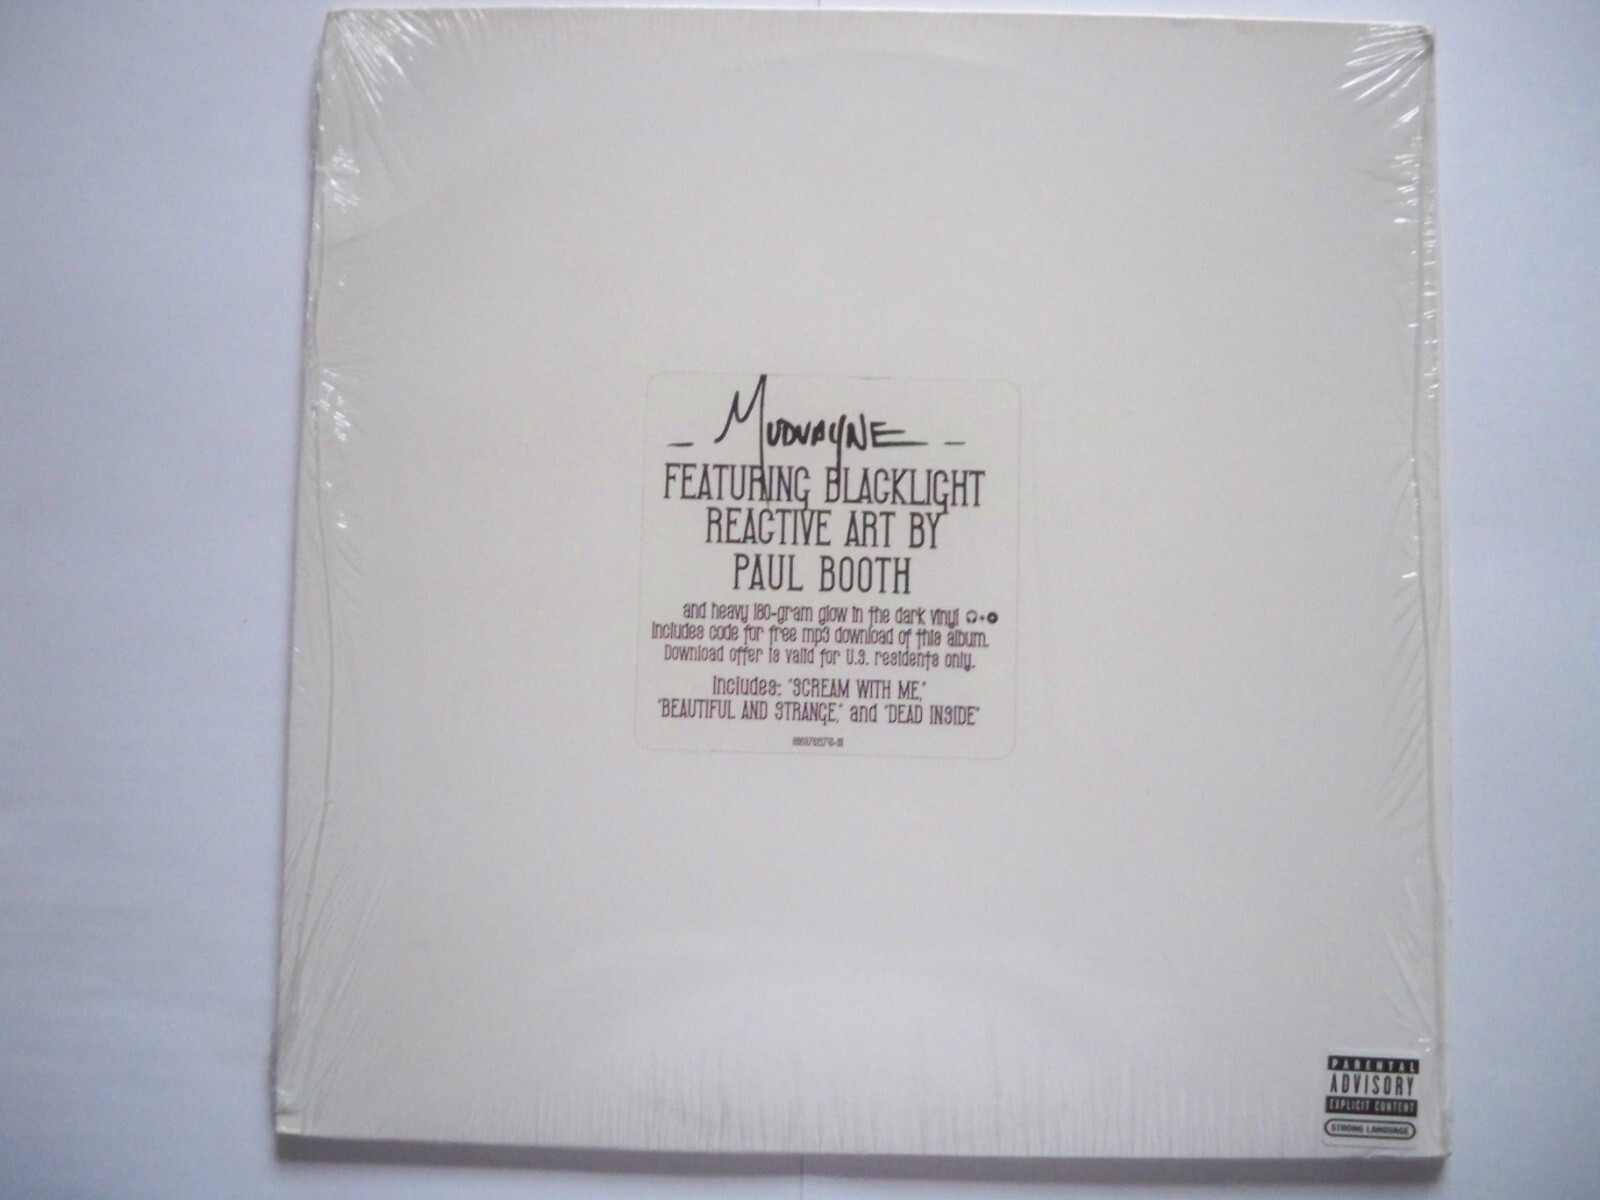 MUDVAYNE
FEATURING BLACKLIGHT
REACTIVE ART BY
PAUL BOOTH
and heavy 180-gram glow in the dark vinyl
Includes code for free mp3 download of this album.
Download offer is valid for U.S. residents only.
Includes: "SCREAM WITH ME,"
"BEAUTIFUL AND STRANGE," and "DEAD INSIDE"
PARENTAL
ADVISORY
EXPLICIT CONTENT
STRONG LANGUAGE